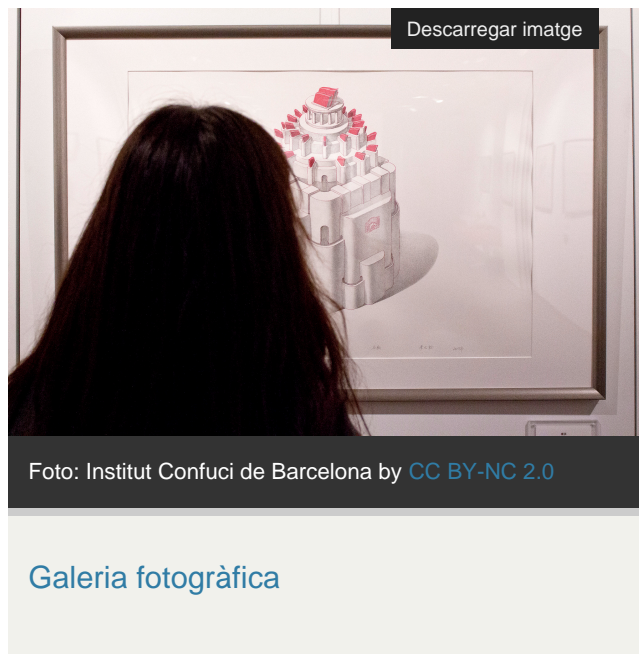 Descarregar imatge
Foto: Institut Confuci de Barcelona by CC BY-NC 2.0
Galeria fotogràfica